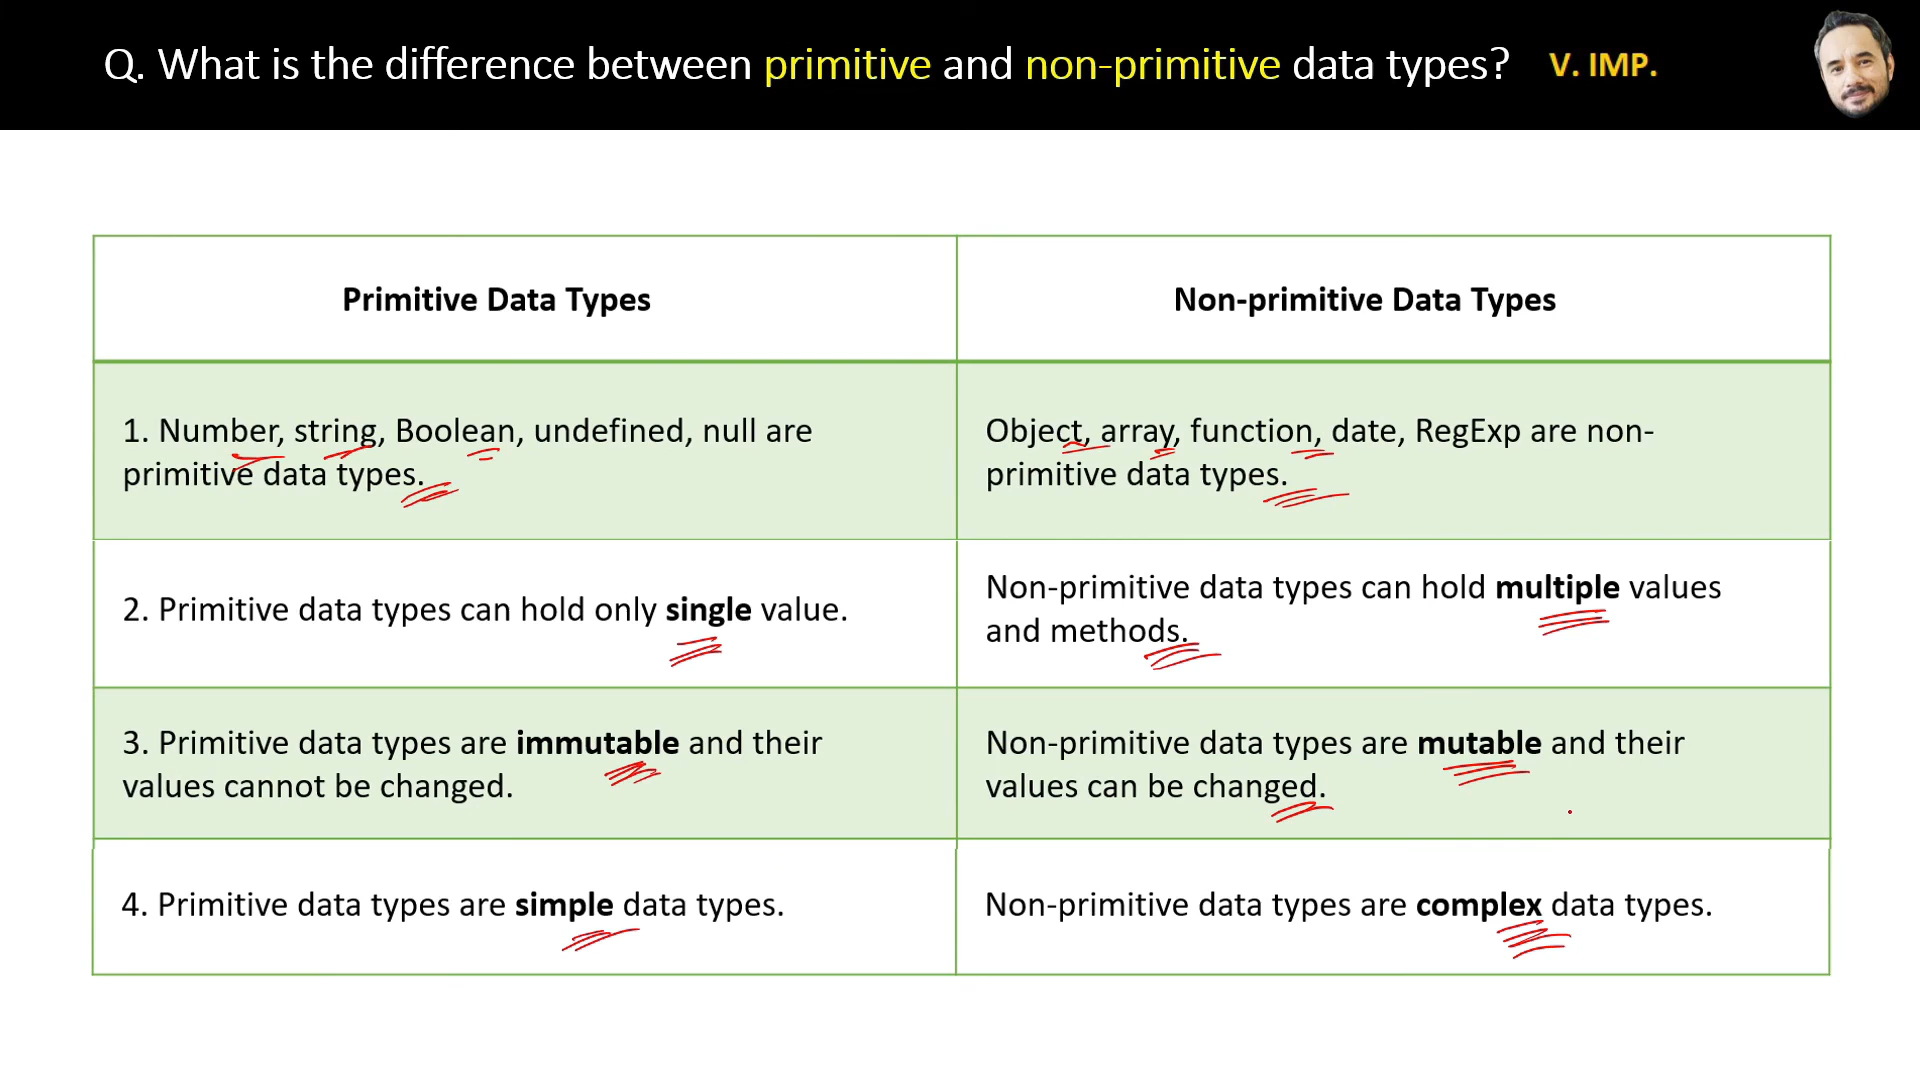 Q. What is the difference between primitive and non-primitive data types? V. IMP.
Primitive Data Types
Non-primitive Data Types
1. Number, string, Boolean, undefined, null are
primitive data types.
Object, array, function, date, RegExp are non-
primitive data types.
2. Primitive data types can hold only single value.
Non-primitive data types can hold multiple values
and methods.
3. Primitive data types are immutable and their
values cannot be changed.
Non-primitive data types are mutable and their
values can be changed.
4. Primitive data types are simple data types.
Non-primitive data types are complex data types.